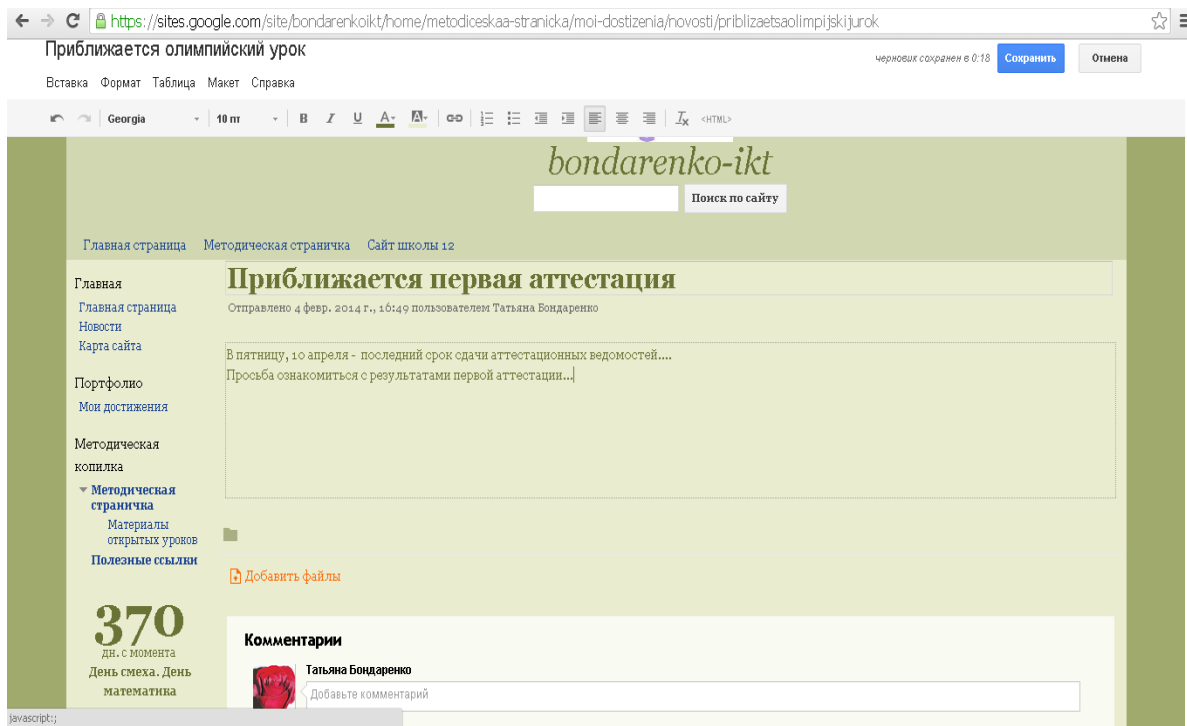 https://sites.google.com/site/bondarenkoikt/home/metodiceskaa-stranicka/moi-dostizenia/novosti/priblizaetsaolimpijskijurok
Приближается олимпийский урок
черновик сохранен в 0:18 Сохранить Отмена
Вставка Формат Таблица Макет Справка
Georgia 10 пт B I U A A Tx <HTML>
bondarenko-ikt
Поиск по сайту
Главная страница Методическая страничка Сайт школы 12
Главная
Главная страница
Новости
Карта сайта
Портфолио
Мои достижения
Методическая
копилка
Методическая
страничка
Материалы
открытых уроков
Полезные ссылки
370
дн. с момента
День смеха. День
математика
Приближается первая аттестация
Отправлено 4 февр. 2014 г., 16:49 пользователем Татьяна Бондаренко
В пятницу, 10 апреля - последний срок сдачи аттестационных ведомостей....
Просьба ознакомиться с результатами первой аттестации...
Добавить файлы
Комментарии
Татьяна Бондаренко
Добавьте комментарий
javascript:;